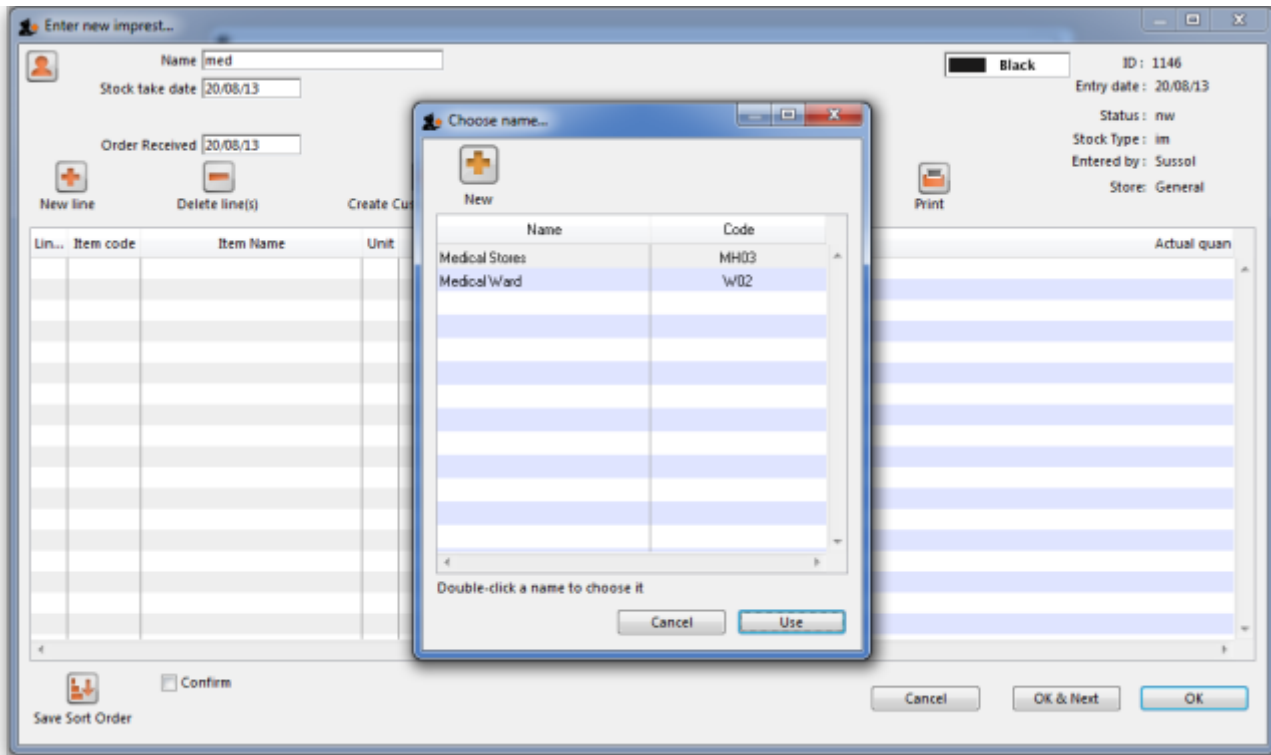 Enter new imprest...
Name med
Black
ID : 1146
Stock take date 20/08/13
Entry date : 20/08/13
Status : nw
Order Received 20/08/13
Stock Type : im
Entered by : Sussol
Store: General
New line
Delete line(s)
Create Cus
Print
Lin... Item code Item Name Unit
Actual quan
Choose name...
New
Name Code
Medical Stores MH03
Medical Ward W02
Double-click a name to choose it
Cancel Use
Confirm
Save Sort Order
Cancel OK & Next OK